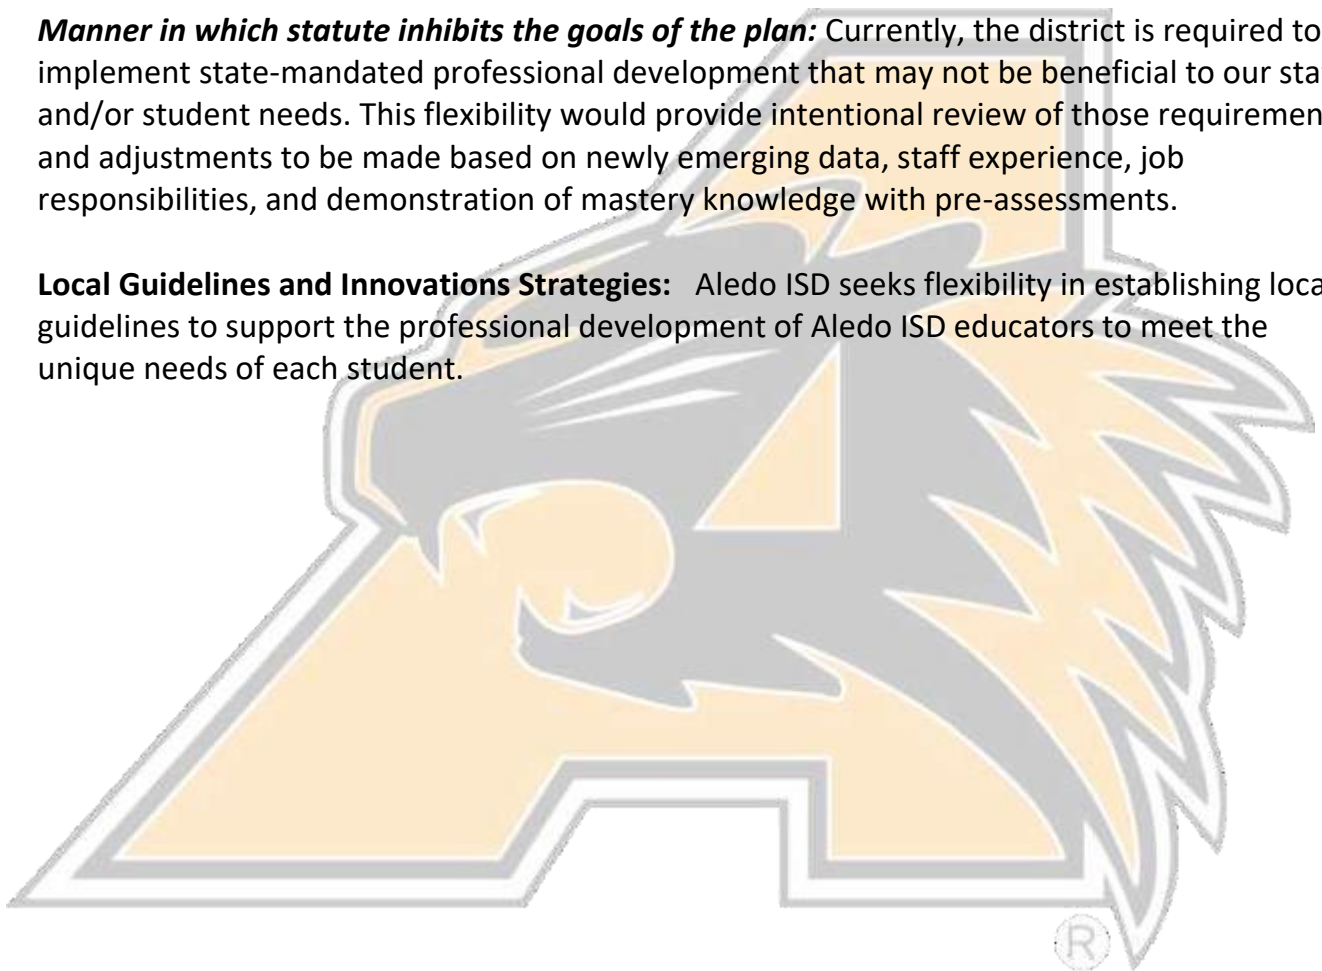 Manner in which statute inhibits the goals of the plan: Currently, the district is required to
implement state-mandated professional development that may not be beneficial to our sta
and/or student needs. This flexibility would provide intentional review of those requiremen
and adjustments to be made based on newly emerging data, staff experience, job
responsibilities, and demonstration of mastery knowledge with pre-assessments.
Local Guidelines and Innovations Strategies: Aledo ISD seeks flexibility in establishing loca
guidelines to support the professional development of Aledo ISD educators to meet the
unique needs of each student.
A
®